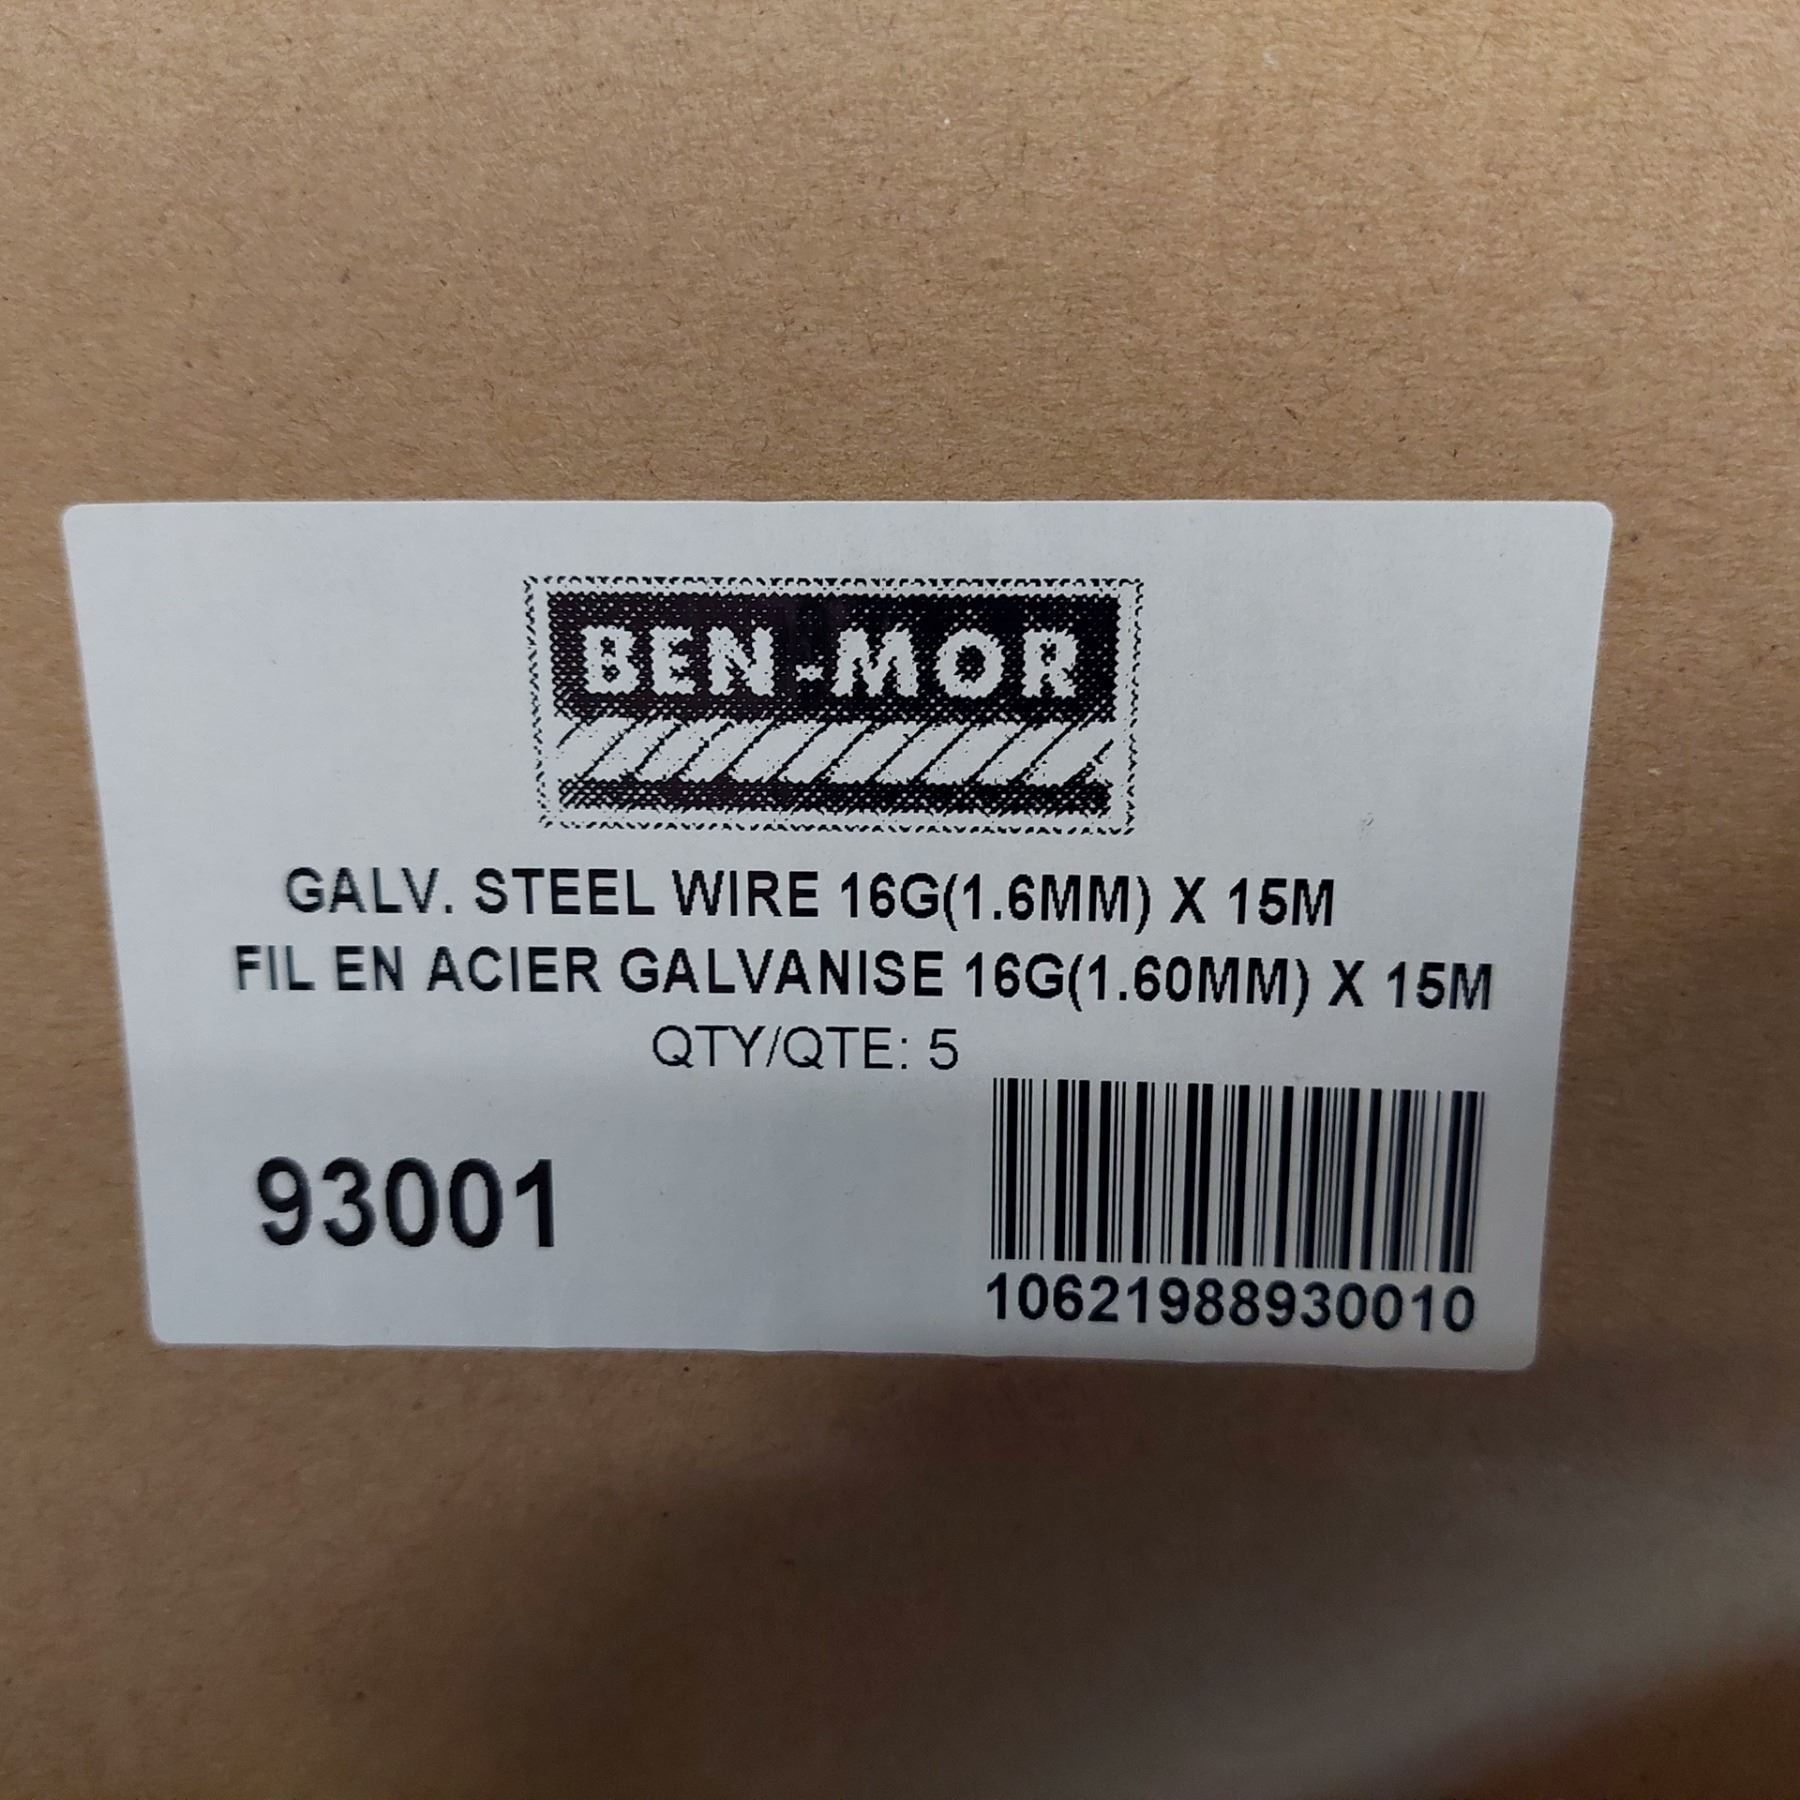 BEN-MOR
GALV. STEEL WIRE 16G(1.6MM) X 15M
FIL EN ACIER GALVANISE 16G(1.60MM) X 15M
QTY/QTE: 5
93001
10621988930010